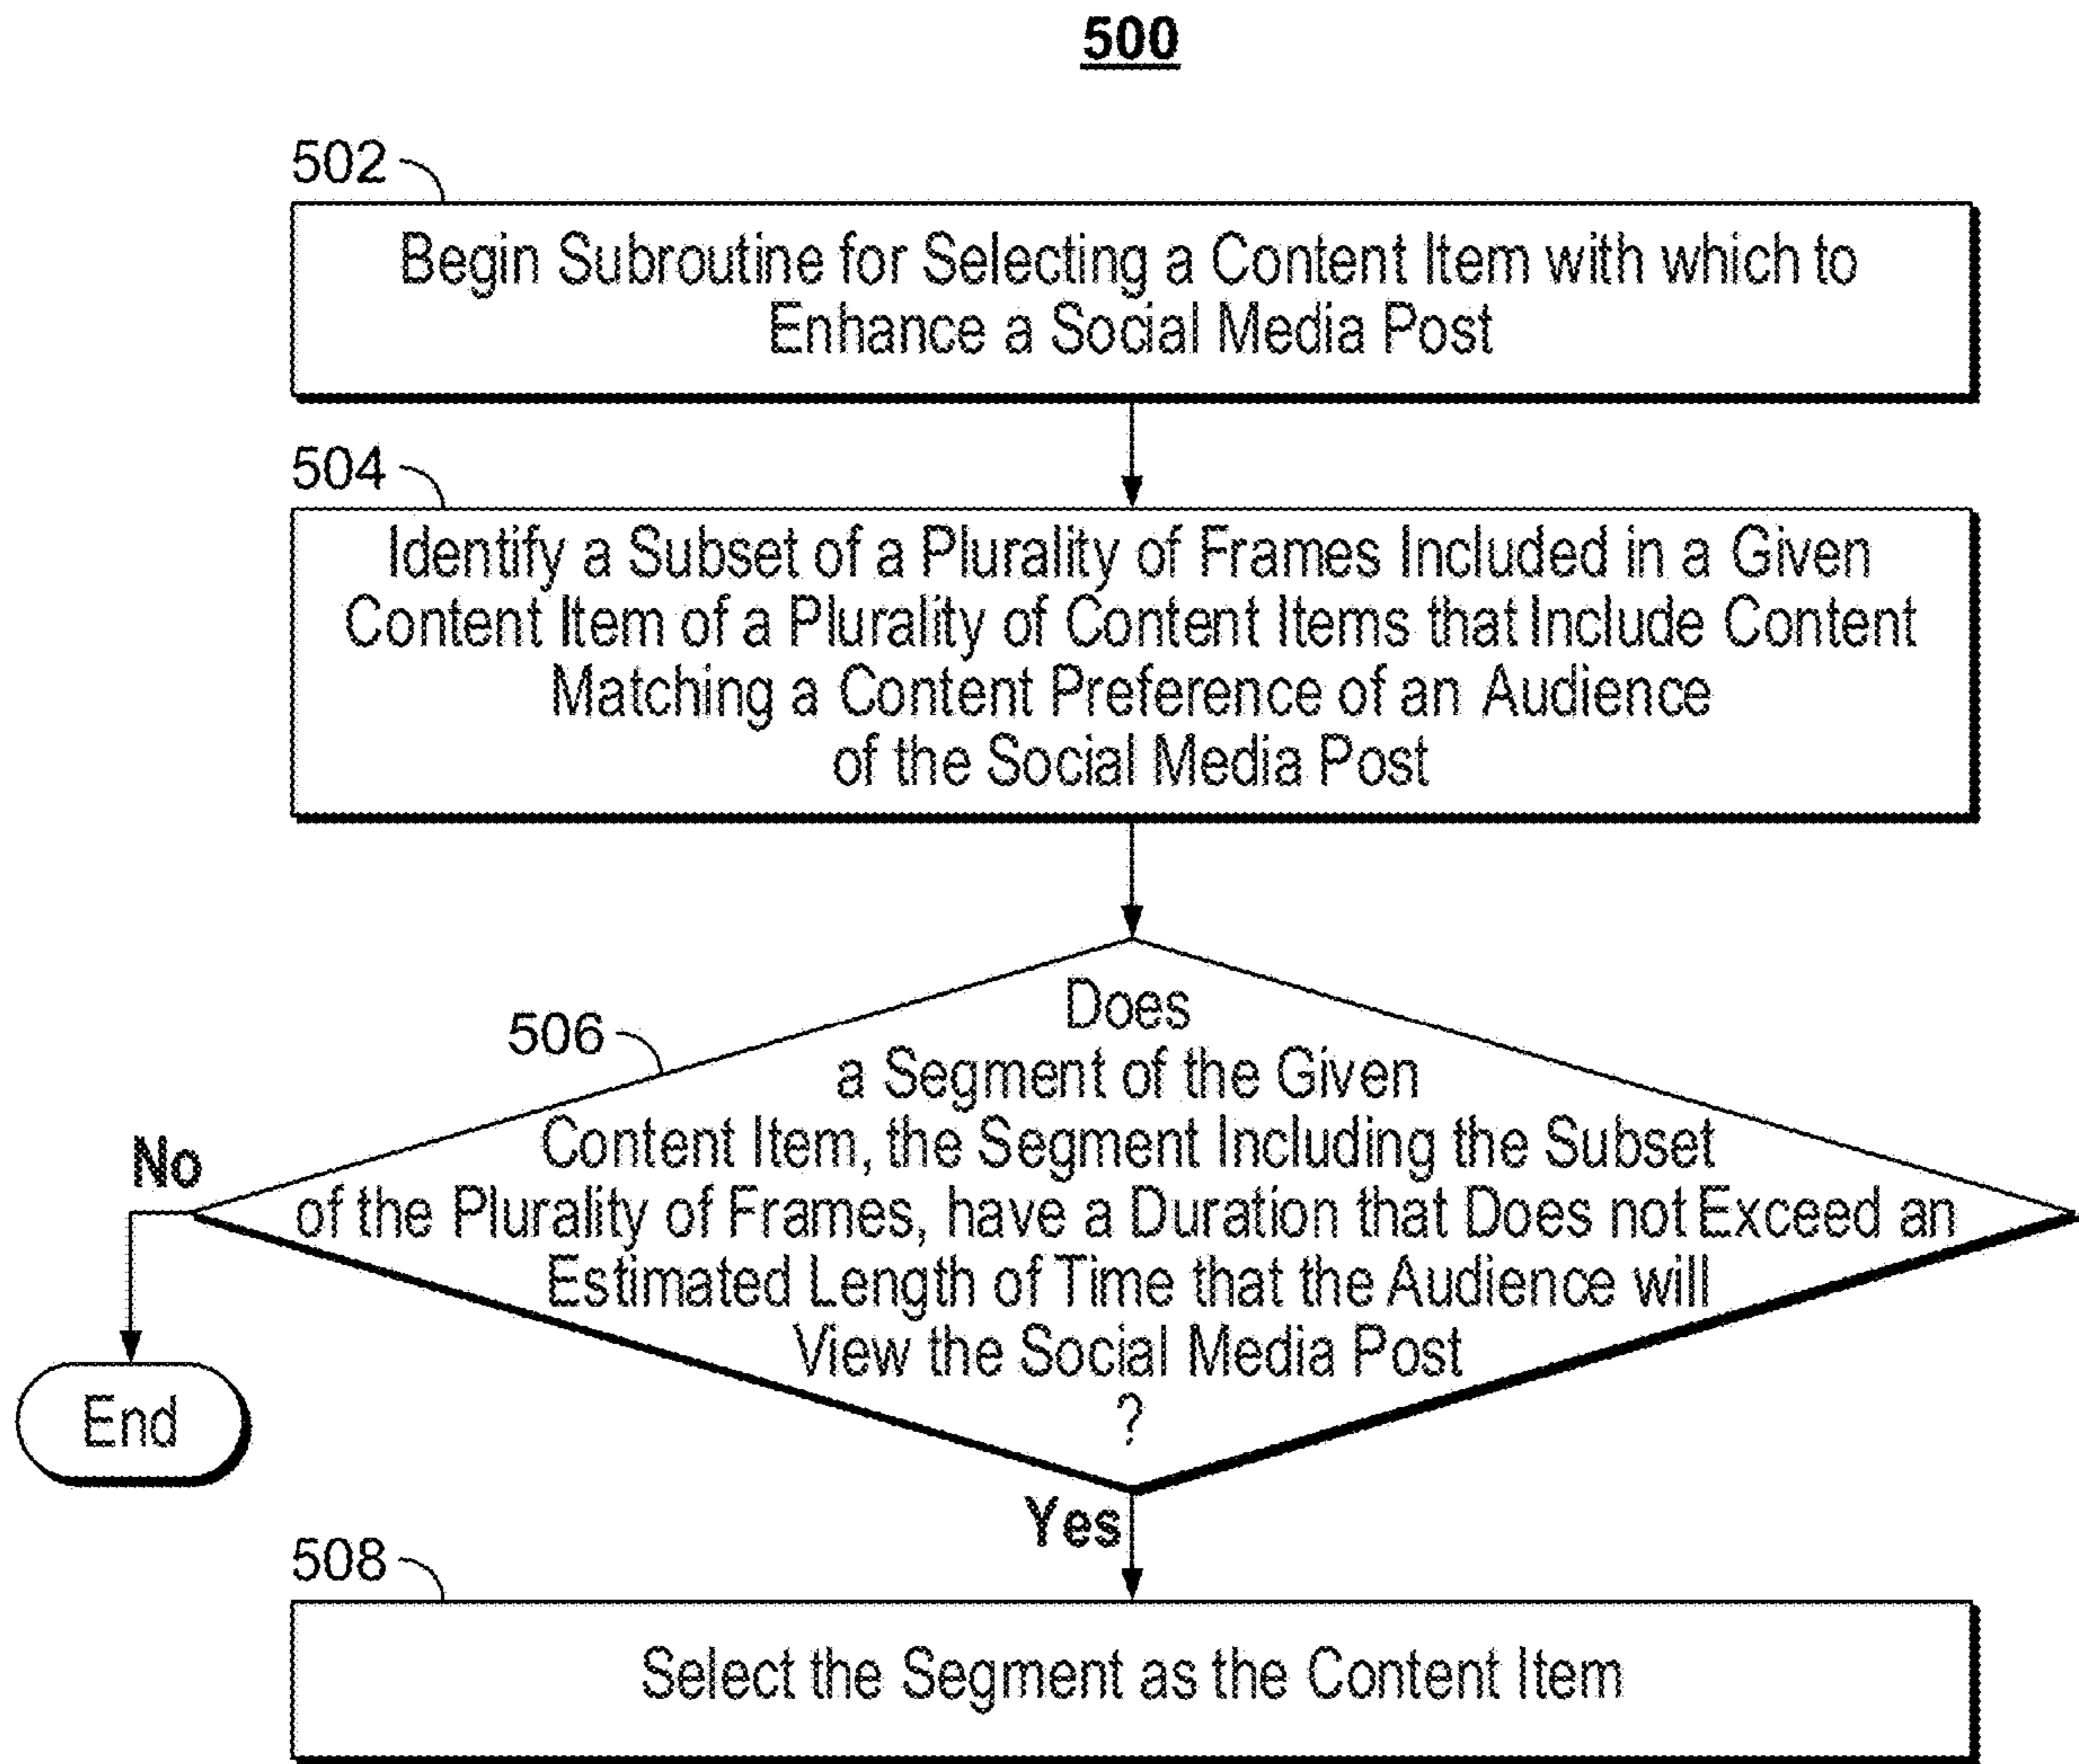 500
502
Begin Subroutine for Selecting a Content Item with which to
Enhance a Social Media Post
504
Identify a Subset of a Plurality of Frames Included in a Given
Content Item of a Plurality of Content Items that Include Content
Matching a Content Preference of an Audience
of the Social Media Post
506
Does
a Segment of the Given
Content Item, the Segment Including the Subset
of the Plurality of Frames, have a Duration that Does not Exceed an
Estimated Length of Time that the Audience will
View the Social Media Post
?
No
End
Yes
508
Select the Segment as the Content Item